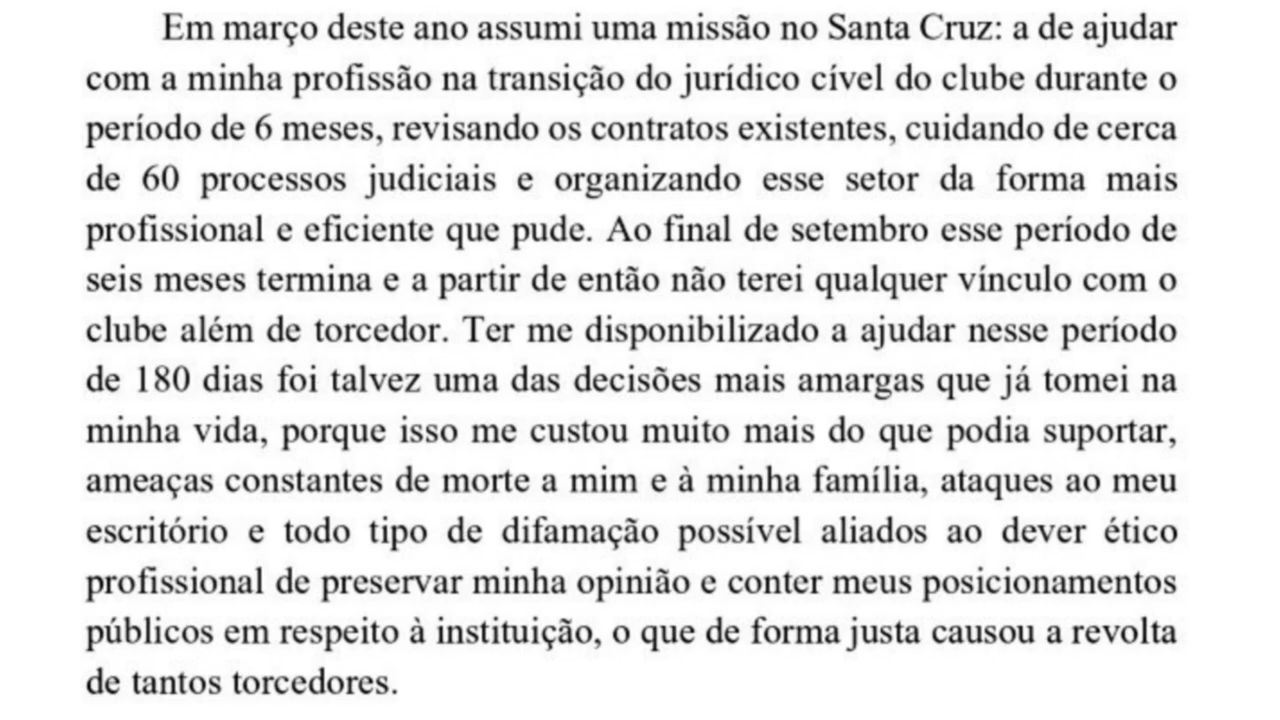 Em março deste ano assumi uma missão no Santa Cruz: a de ajudar
com a minha profissão na transição do jurídico cível do clube durante o
período de 6 meses, revisando os contratos existentes, cuidando de cerca
de 60 processos judiciais e organizando esse setor da forma mais
profissional e eficiente que pude. Ao final de setembro esse período de
seis meses termina e a partir de então não terei qualquer vínculo com o
clube além de torcedor. Ter me disponibilizado a ajudar nesse período
de 180 dias foi talvez uma das decisões mais amargas que já tomei na
minha vida, porque isso me custou muito mais do que podia suportar,
ameaças constantes de morte a mim e à minha família, ataques ao meu
escritório e todo tipo de difamação possível aliados ao dever ético
profissional de preservar minha opinião e conter meus posicionamentos
públicos em respeito à instituição, o que de forma justa causou a revolta
de tantos torcedores.